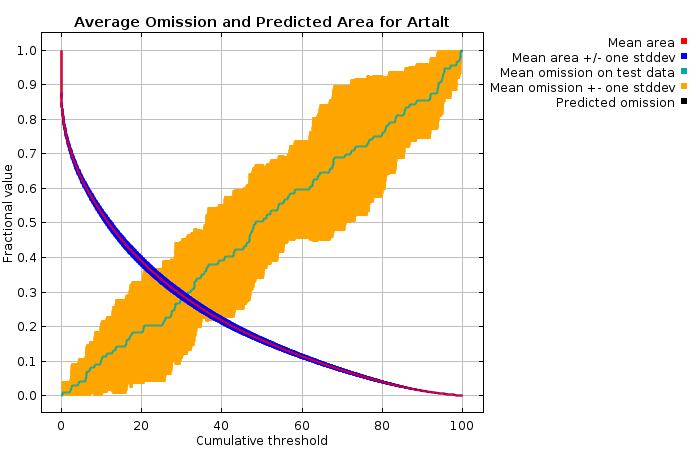 Average Omission and Predicted Area for Artalt
Mean area
Mean area +/- one stddev
Mean omission on test data
Mean omission +- one stddev
Predicted omission
Fractional value
1.0
0.9
0.8
0.7
0.6
0.5
0.4
0.3
0.2
0.1
0.0
0 20 40 60 80 100
Cumulative threshold